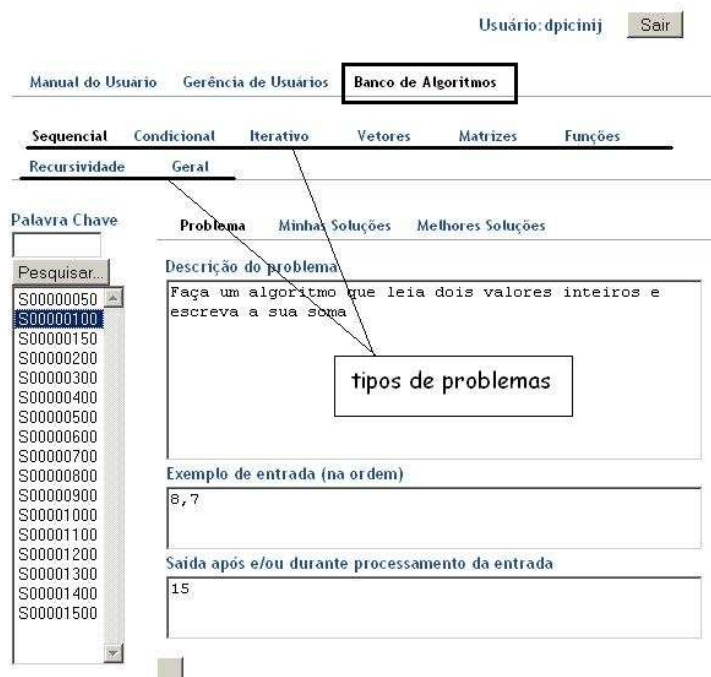 Usuário:dpicinij Sair
Manual do Usuário Gerência de Usuários Banco de Algoritmos
Sequencial Condicional Iterativo Vetores Matrizes Funções
Recursividade Geral
Palavra Chave
Pesquisar...
S00000050
S00000100
S00000150
S00000200
S00000300
S00000400
S00000500
S00000600
S00000700
S00000800
S00000900
S00001000
S00001100
S00001200
S00001300
S00001400
S00001500
Problema Minhas Soluções Melhores Soluções
Descrição do problema
Faça um algoritmo que leia dois valores inteiros e
escreva a sua soma
tipos de problemas
Exemplo de entrada (na ordem)
8,7
Saída após e/ou durante processamento da entrada
15